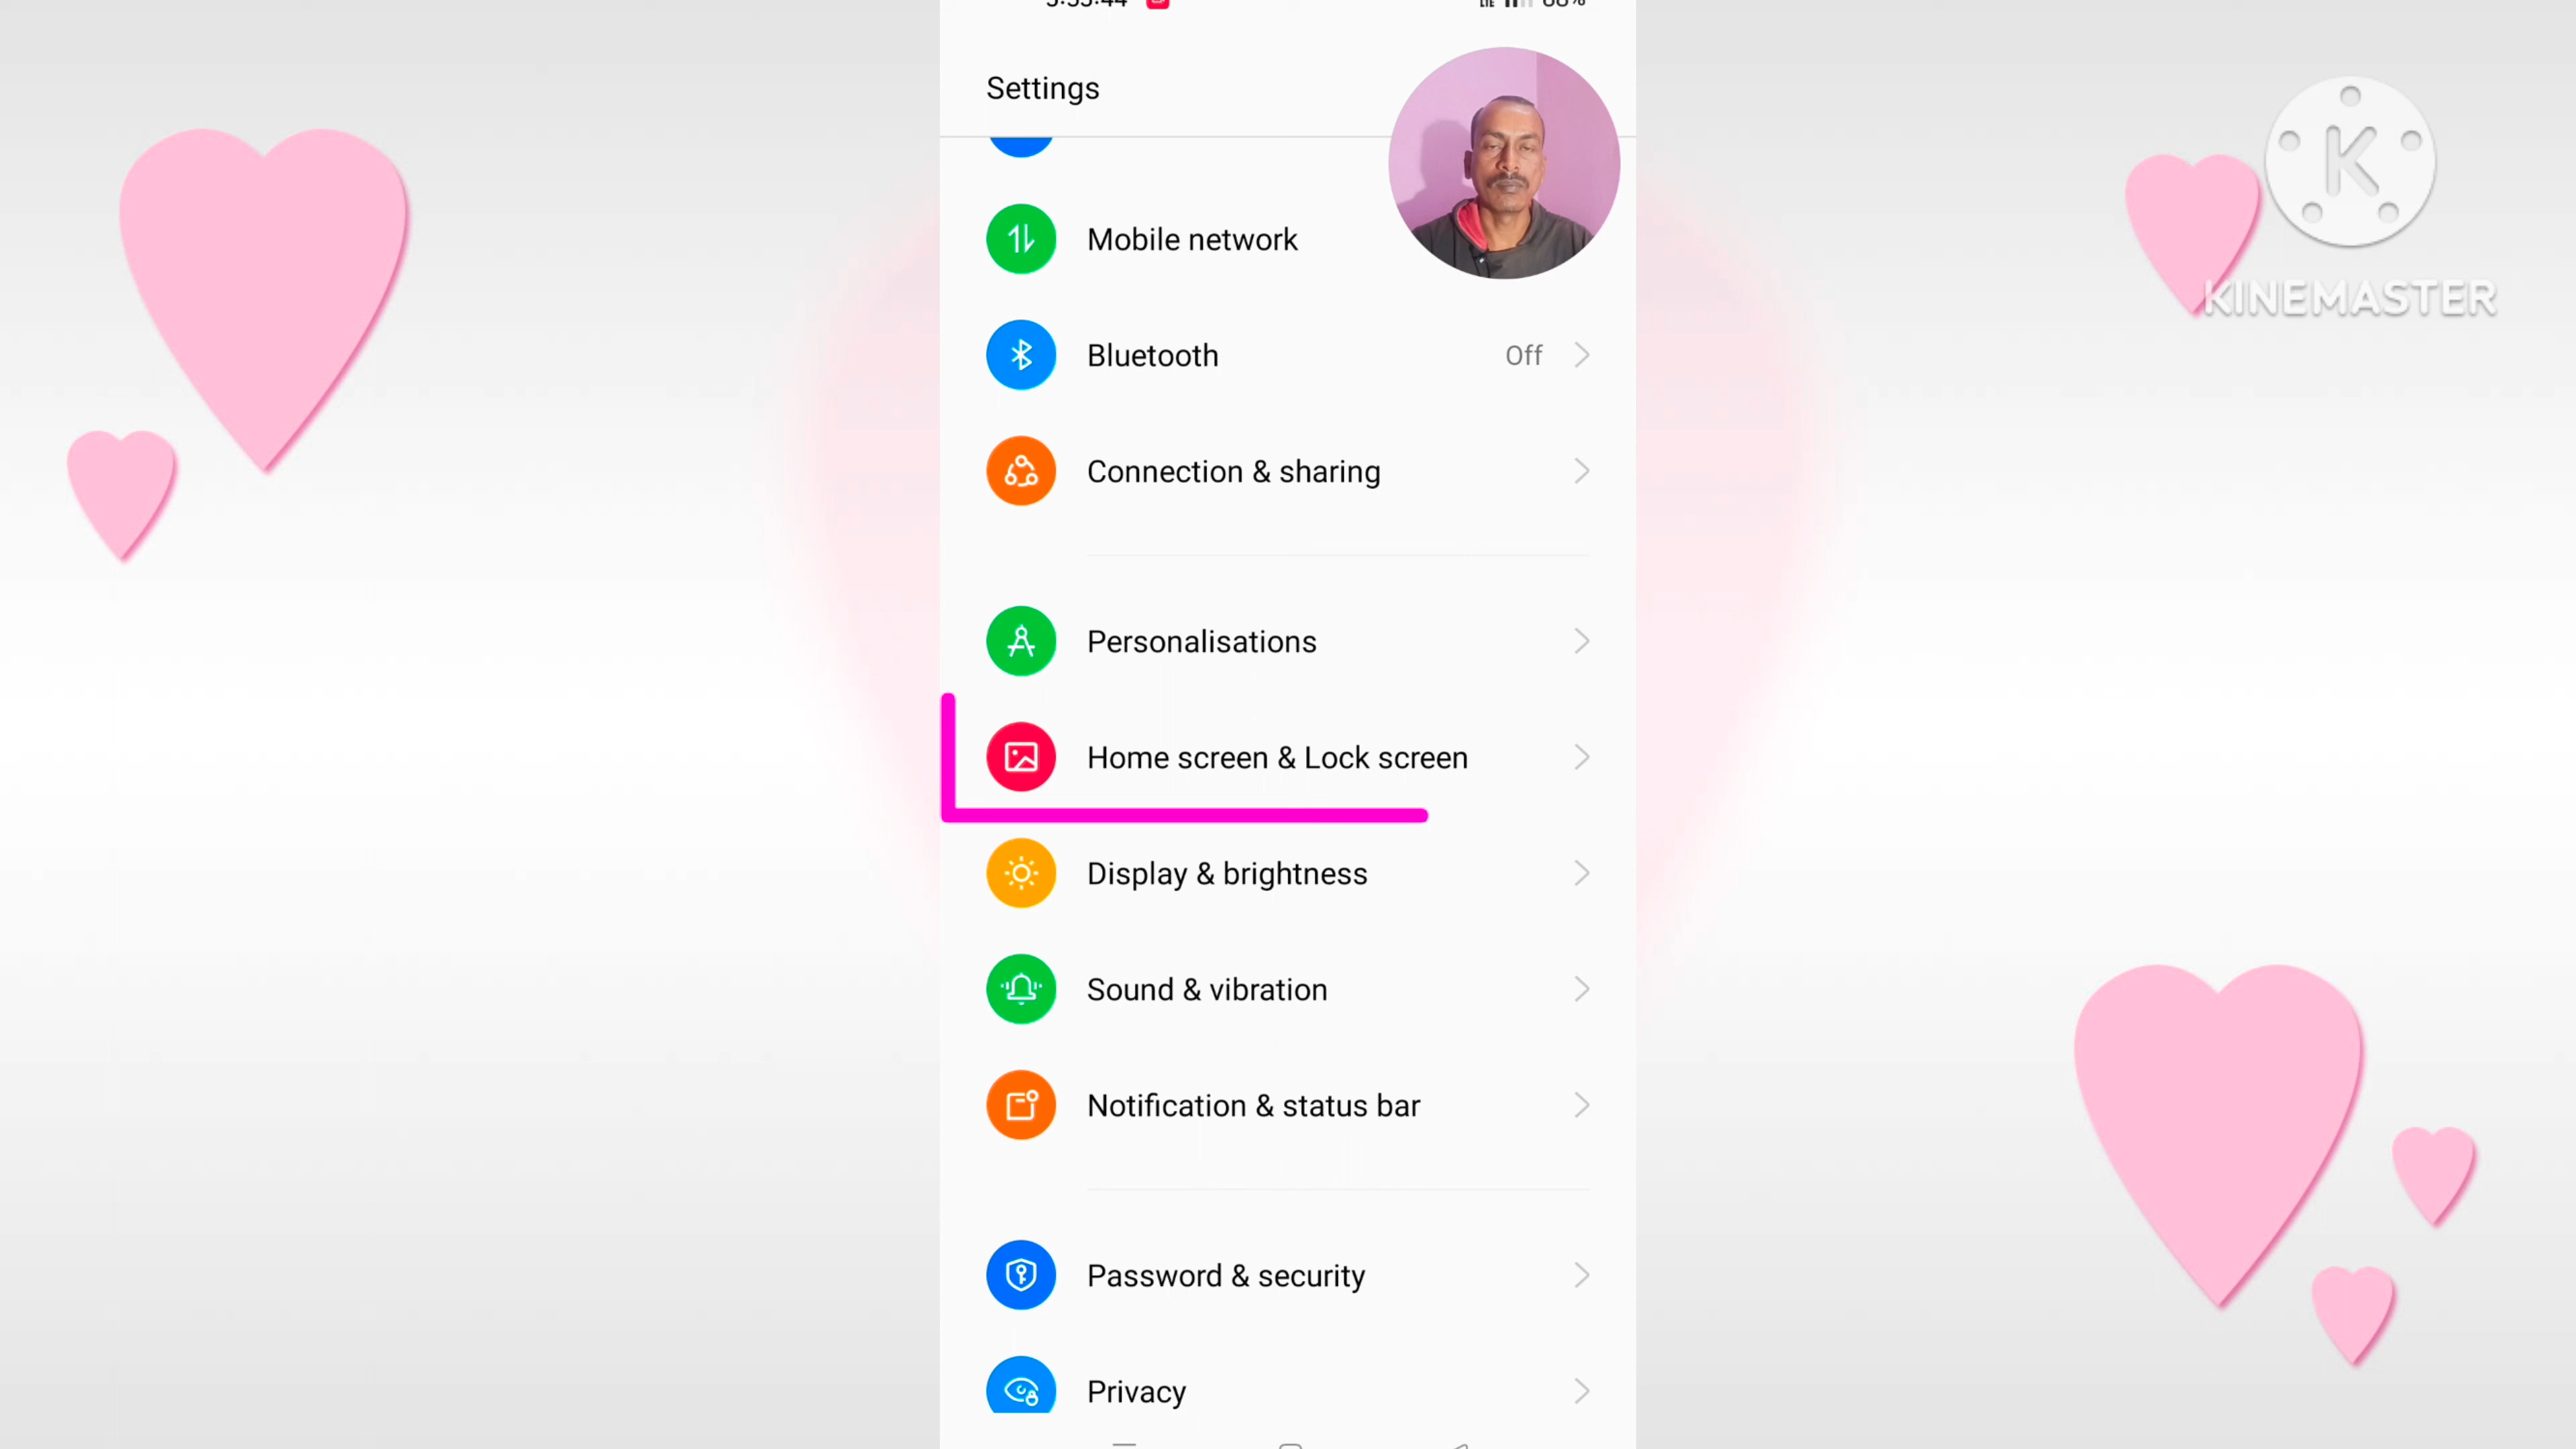 Settings
Mobile network
Bluetooth Off
Connection & sharing
Personalisations
Home screen & Lock screen
Display & brightness
Sound & vibration
Notification & status bar
Password & security
Privacy
K
KINEMASTER